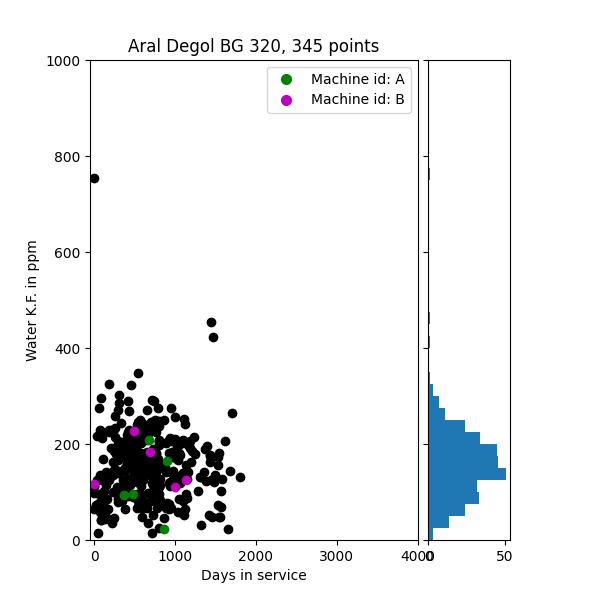 Aral Degol BG 320, 345 points
Machine id: A
Machine id: B
1000
800
600
400
200
0
Water K.F. in ppm
0
1000
2000
3000
4000
0
50
Days in service